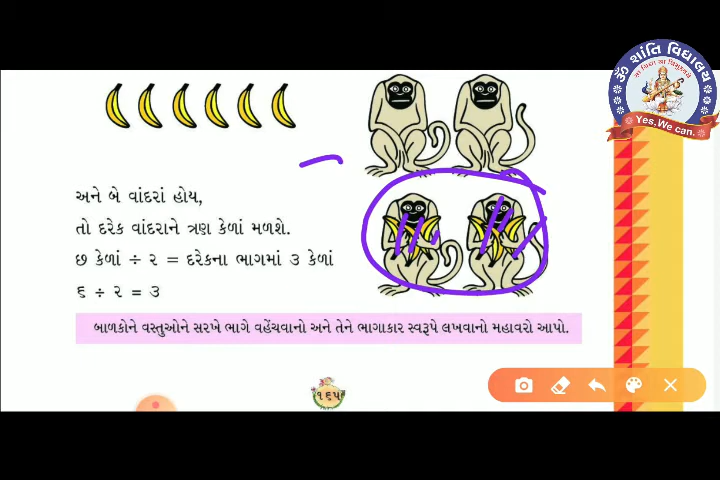 ૐ શાંતિ વિદ્યાલય
Yes.We can.
અને બે વાંદરાં હોય,
તો દરેક વાંદરાને ત્રણ કેળાં મળશે.
છ કેળાં ÷ ૨ = દરેકના ભાગમાં ૩ કેળાં
૬ ÷ ૨ = ૩
બાળકોને વસ્તુઓને સરખે ભાગે વહેંચવાનો અને તેને ભાગાકાર સ્વરૂપે લખવાનો મહાવરો આપો.
૧૬૫